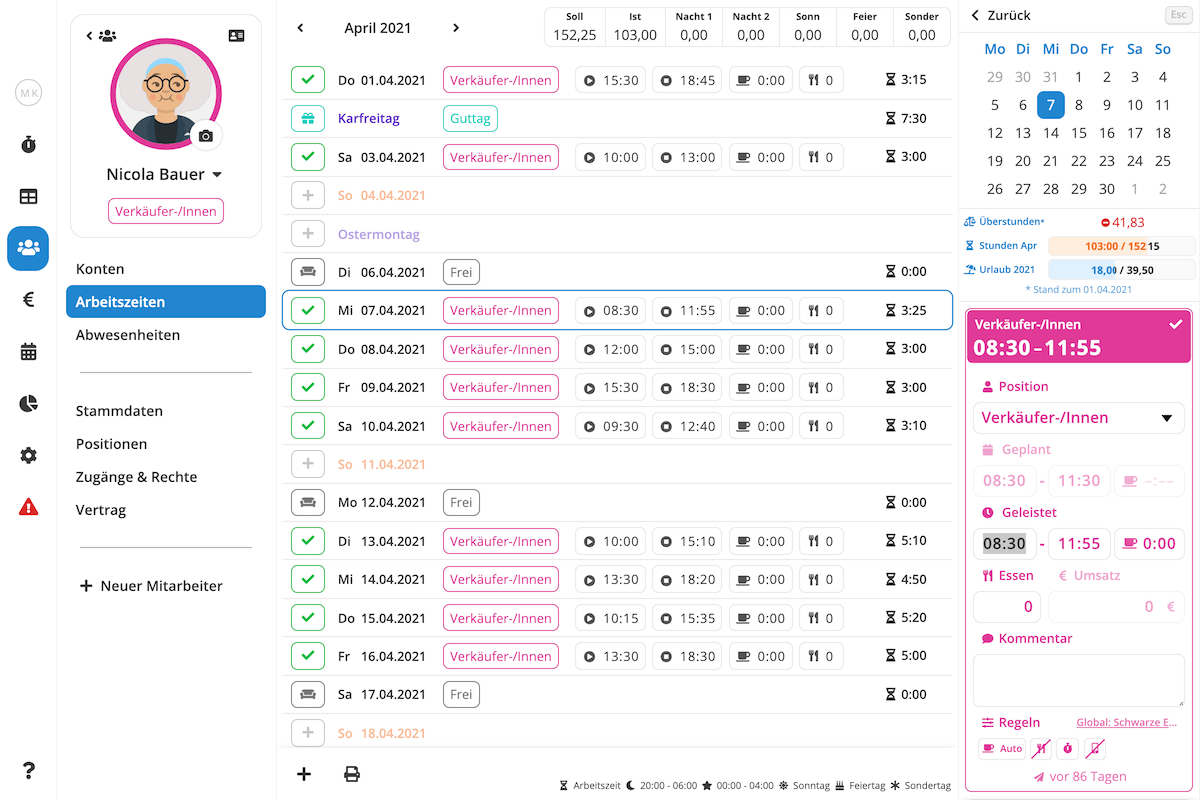 MK
?
Nicola Bauer
Verkäufer-/Innen
Konten
Arbeitszeiten
Abwesenheiten
Stammdaten
Positionen
Zugänge & Rechte
Vertrag
+ Neuer Mitarbeiter
April 2021
Soll Ist Nacht 1 Nacht 2 Sonn Feier Sonder
152,25 103,00 0,00 0,00 0,00 0,00 0,00
Do 01.04.2021 Verkäufer-/Innen 15:30 18:45 0:00 0 3:15
Karfreitag Guttag 7:30
Sa 03.04.2021 Verkäufer-/Innen 10:00 13:00 0:00 0 3:00
+ So 04.04.2021
+ Ostermontag
Di 06.04.2021 Frei 0:00
Mi 07.04.2021 Verkäufer-/Innen 08:30 11:55 0:00 0 3:25
Do 08.04.2021 Verkäufer-/Innen 12:00 15:00 0:00 0 3:00
Fr 09.04.2021 Verkäufer-/Innen 15:30 18:30 0:00 0 3:00
Sa 10.04.2021 Verkäufer-/Innen 09:30 12:40 0:00 0 3:10
+ So 11.04.2021
Mo 12.04.2021 Frei 0:00
Di 13.04.2021 Verkäufer-/Innen 10:00 15:10 0:00 0 5:10
Mi 14.04.2021 Verkäufer-/Innen 13:30 18:20 0:00 0 4:50
Do 15.04.2021 Verkäufer-/Innen 10:15 15:35 0:00 0 5:20
Fr 16.04.2021 Verkäufer-/Innen 13:30 18:30 0:00 0 5:00
Sa 17.04.2021 Frei 0:00
+ So 18.04.2021
+
Arbeitszeit 20:00 - 06:00 00:00 - 04:00 Sonntag Feiertag Sondertag
Zurück Esc
Mo Di Mi Do Fr Sa So
29 30 31 1 2 3 4
5 6 7 8 9 10 11
12 13 14 15 16 17 18
19 20 21 22 23 24 25
26 27 28 29 30 1 2
Überstunden* 41,83
Stunden Apr 103:00 / 152 15
Urlaub 2021 18,00 / 39,50
* Stand zum 01.04.2021
Verkäufer-/Innen
08:30 – 11:55
Position
Verkäufer-/Innen
Geplant
08:30 - 11:30 –:––
Geleistet
08:30 - 11:55 0:00
Essen € Umsatz
0 0 €
Kommentar
Regeln Global: Schwarze E...
Auto
vor 86 Tagen